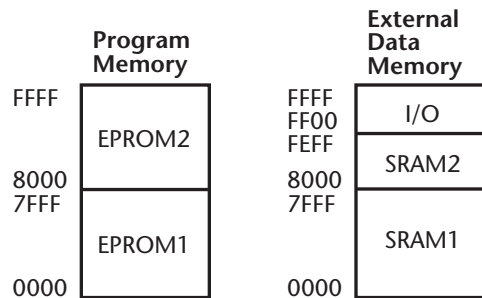 Program
Memory
FFFF
EPROM2
8000
7FFF
EPROM1
0000
External
Data
Memory
FFFF
FF00
I/O
FEFF
SRAM2
8000
7FFF
SRAM1
0000